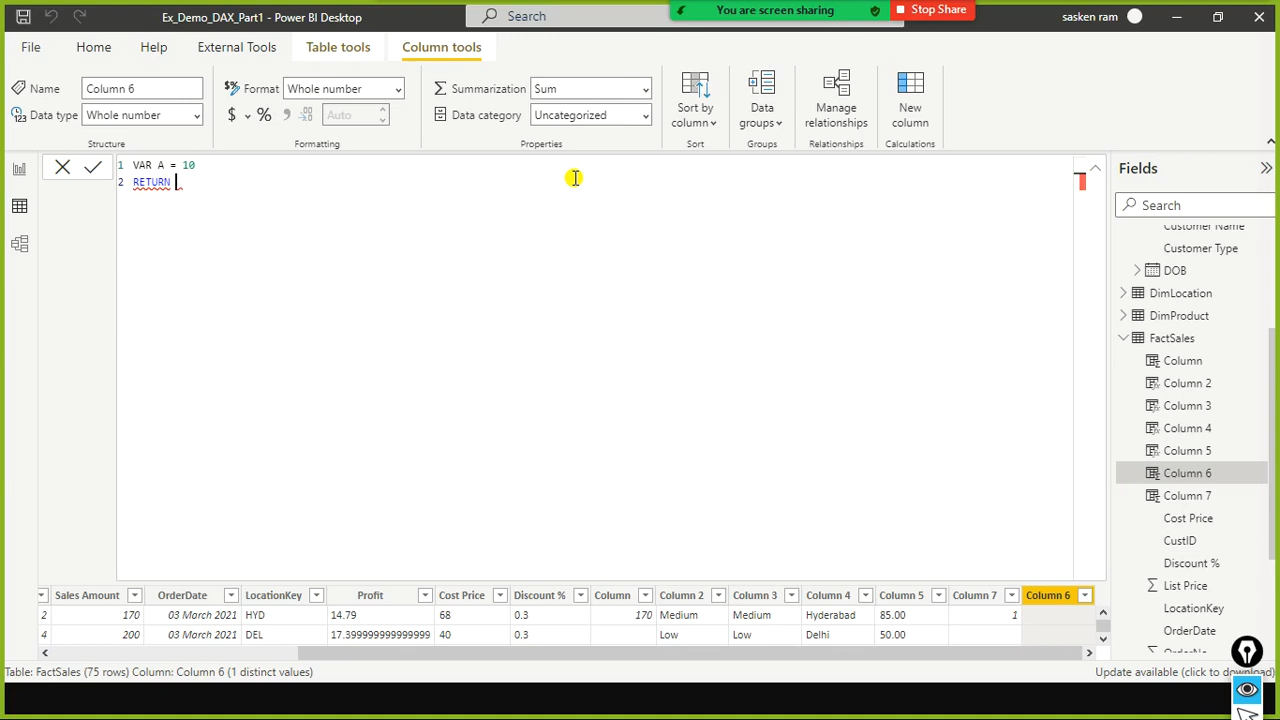 Ex_Demo_DAX_Part1 - Power BI Desktop
Search
You are screen sharing
Stop Share
sasken ram
File
Home
Help
External Tools
Table tools
Column tools
Name
Column 6
Data type
Whole number
Structure
Format
Whole number
$
%
Auto
Formatting
Summarization
Sum
Data category
Uncategorized
Properties
Sort by
column
Sort
Data
groups
Groups
Manage
relationships
Relationships
New
column
Calculations
1 VAR A = 10
2 RETURN
Fields
Search
Customer Name
Customer Type
DOB
DimLocation
DimProduct
FactSales
Column
Column 2
Column 3
Column 4
Column 5
Column 6
Column 7
Cost Price
CustID
Discount %
List Price
LocationKey
OrderDate
OrderNo
Sales Amount OrderDate LocationKey Profit Cost Price Discount % Column Column 2 Column 3 Column 4 Column 5 Column 7 Column 6
2 170 03 March 2021 HYD 14.79 68 0.3 170 Medium Medium Hyderabad 85.00 1
4 200 03 March 2021 DEL 17.399999999999999 40 0.3 Low Low Delhi 50.00
Table: FactSales (75 rows) Column: Column 6 (1 distinct values)
Update available (click to download)